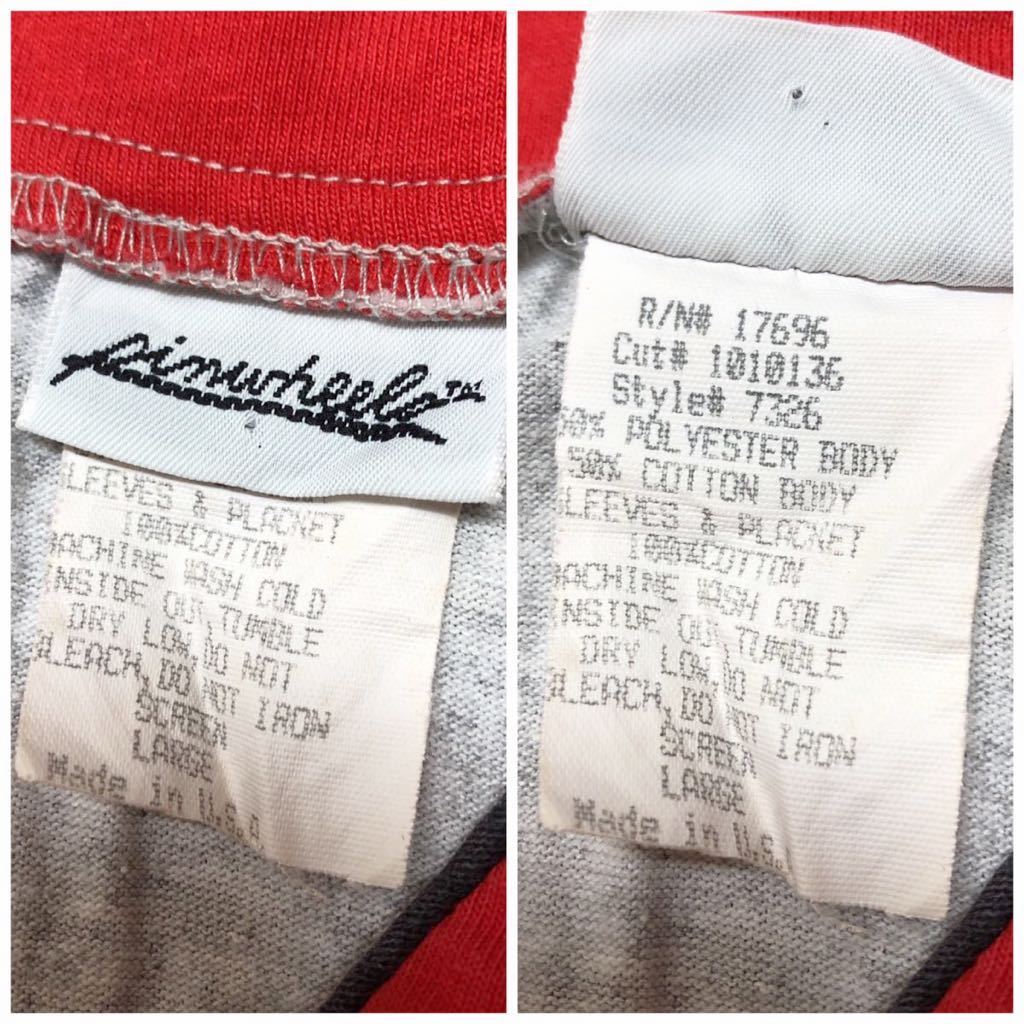 pinwheel™
LEEVES & PLACNET
100%COTTON
ACHINE WASH COLD
NSIDE OUT TUMBLE
DRY LOW, DO NOT
LEACH, DO NOT IRON
SCREEN
LARGE
Made in U.S.A
R/N# 17696
Cut# 1010136
Style# 7326
50% POLYESTER BODY
50% COTTON BODY
LEEVES & PLACNET
100%COTTON
ACHINE WASH COLD
INSIDE OUT TUMBLE
DRY LOW, DO NOT
LEACH, DO NOT IRON
SCREEN
LARGE
Made in U.S.A